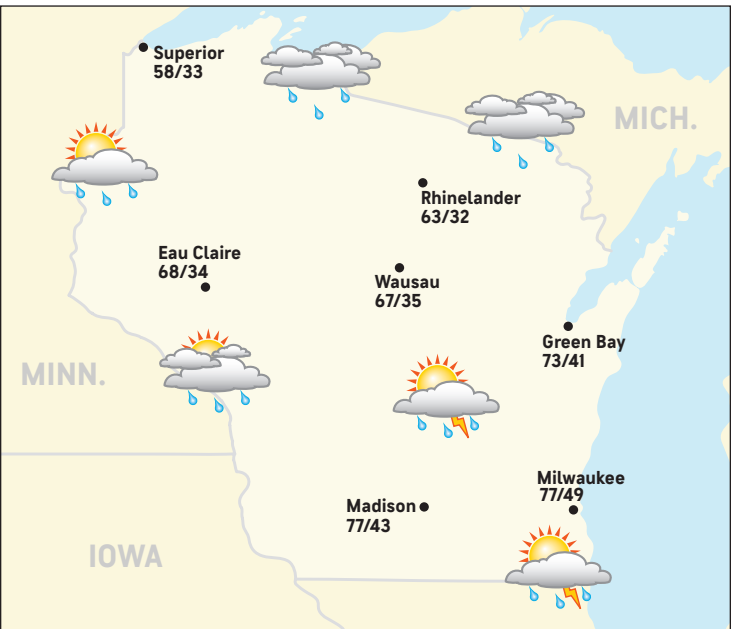 Superior
58/33
MICH.
Rhinelander
63/32
Eau Claire
68/34
Wausau
67/35
Green Bay
73/41
MINN.
Milwaukee
77/49
Madison
77/43
IOWA